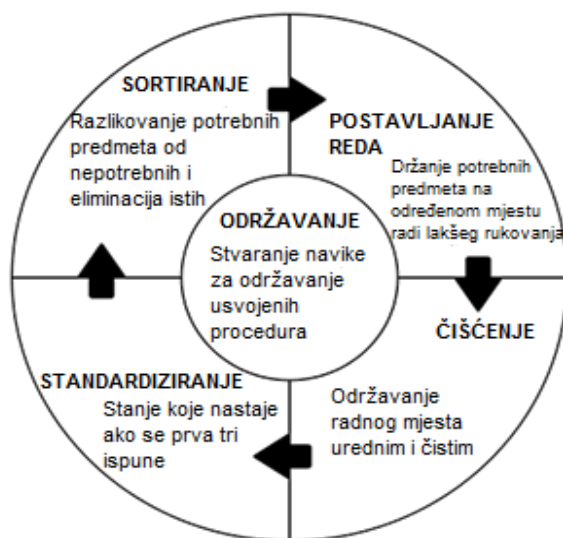 SORTIRANJE
Razlikovanje potrebnih
predmeta od
nepotrebnih i
eliminacija istih
POSTAVLJANJE
REDA
Držanje potrebnih
predmeta na
određenom mjestu
radi lakšeg rukovanja
ODRŽAVANJE
Stvaranje navike
za održavanje
usvojenih
procedura
ČIŠĆENJE
Održavanje
radnog mjesta
urednim i čistim
STANDARDIZIRANJE
Stanje koje nastaje
ako se prva tri
ispune